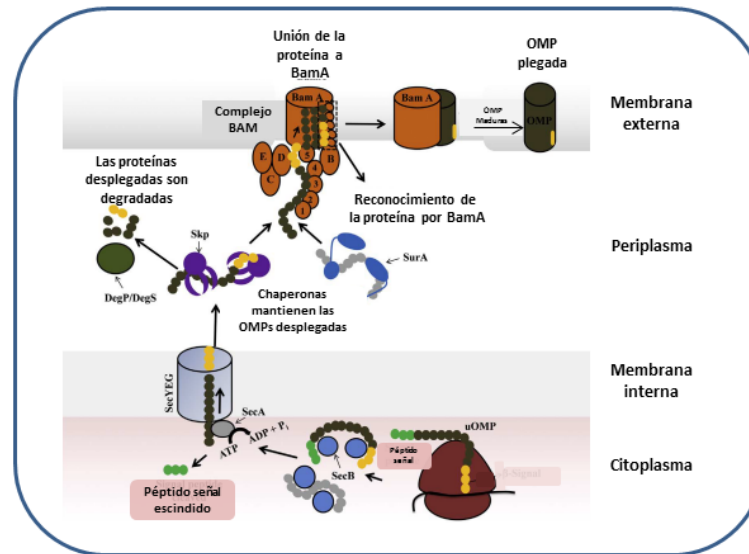 Unión de la
proteína a
BamA
OMP
plegada
Bam A
Bam A
Complejo
BAM
OMP
Maduras
OMP
Membrana
externa
E
D
C
B
5
4
3
2
1
Las proteínas
desplegadas son
degradadas
Reconocimiento de
la proteína por BamA
Skp
SurA
Periplasma
DegP/DegS
Chaperonas
mantienen las
OMPs desplegadas
SecYEG
Membrana
interna
SecA
ATP
ADP + Pi
uOMP
Péptido
señal
SecB
-Signal
Citoplasma
Péptido señal
escindido